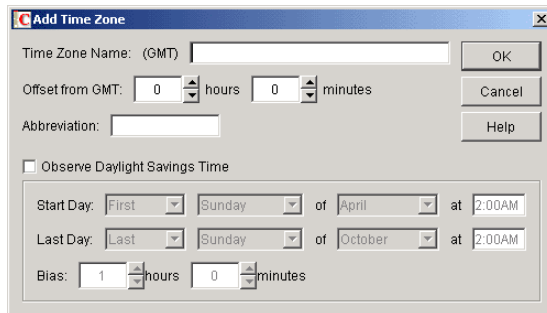 C Add Time Zone
Time Zone Name: (GMT)
OK
Offset from GMT: 0 hours 0 minutes
Cancel
Abbreviation:
Help
Observe Daylight Savings Time
Start Day: First Sunday of April at 2:00AM
Last Day: Last Sunday of October at 2:00AM
Bias: 1 hours 0 minutes